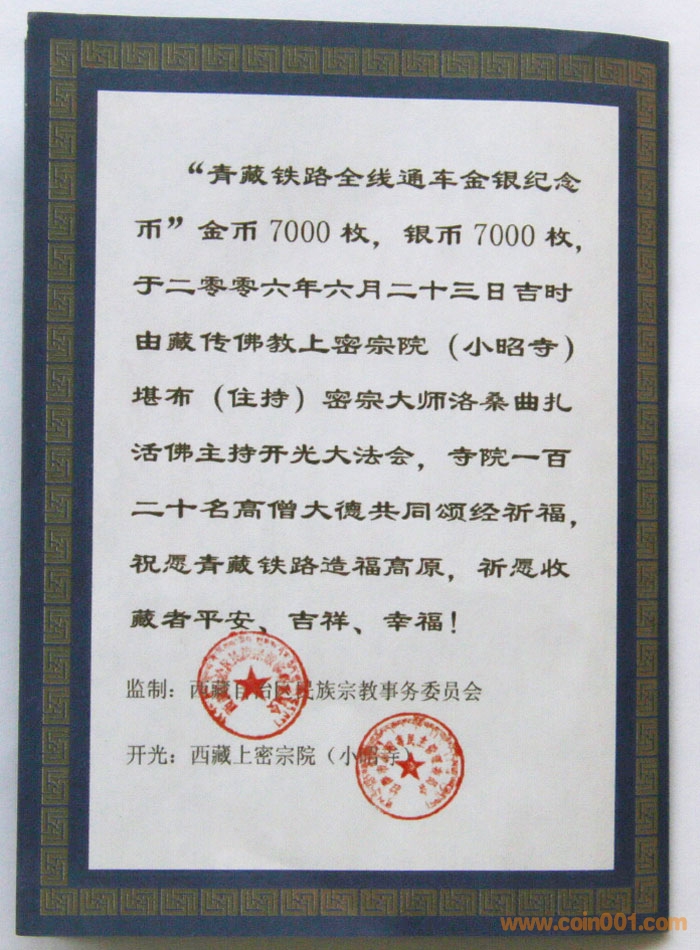 “青藏铁路全线通车金银纪念
币”金币7000枚，银币7000枚，
于二零零六年六月二十三日吉时
由藏传佛教上密宗院（小昭寺）
堪布（住持）密宗大师洛桑曲扎
活佛主持开光大法会，寺院一百
二十名高僧大德共同颂经祈福，
祝愿青藏铁路造福高原，祈愿收
藏者平安、吉祥、幸福！
监制：西藏自治区民族宗教事务委员会
开光：西藏上密宗院（小昭寺）
www.coin001.com